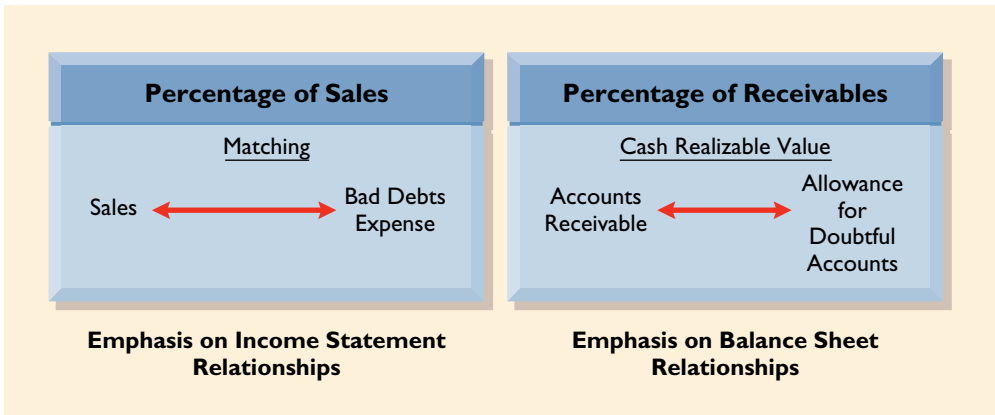 Percentage of Sales
Matching
Sales
Bad Debts
Expense
Emphasis on Income Statement
Relationships
Percentage of Receivables
Cash Realizable Value
Accounts
Receivable
Allowance
for
Doubtful
Accounts
Emphasis on Balance Sheet
Relationships